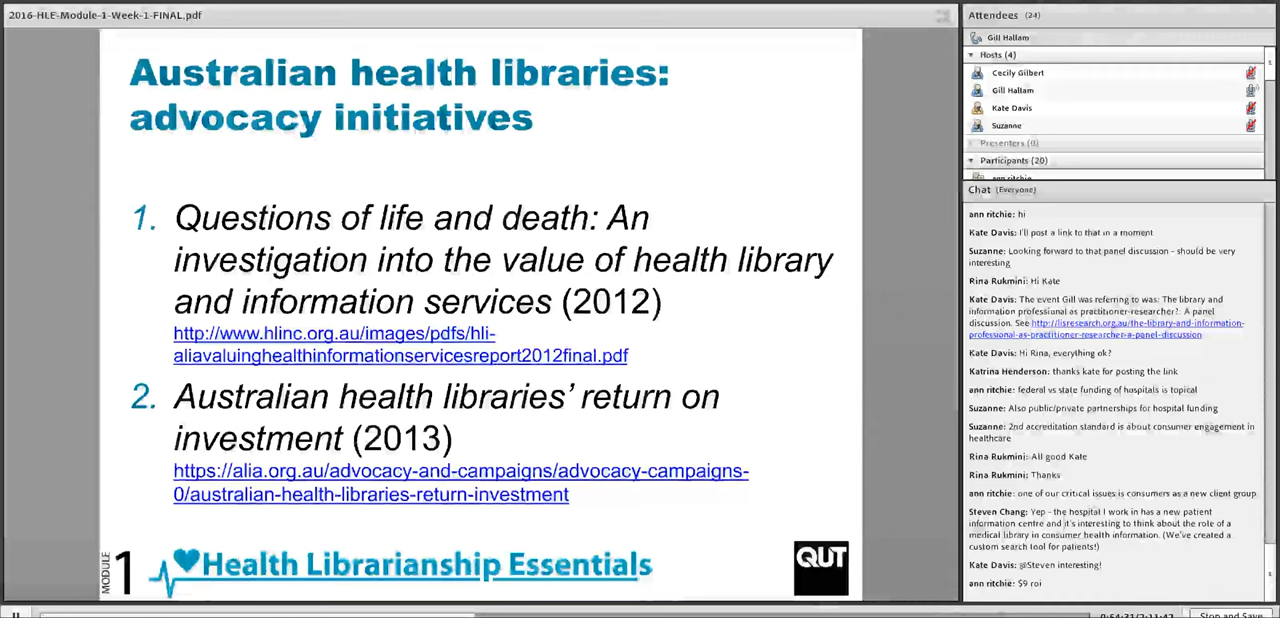 2016-HLE-Module-1-Week-1-FINAL.pdf
Australian health libraries:
advocacy initiatives
1. Questions of life and death: An
investigation into the value of health library
and information services (2012)
http://www.hlinc.org.au/images/pdfs/hli-
aliavaluinghealthinformationservicesreport2012final.pdf
2. Australian health libraries’ return on
investment (2013)
https://alia.org.au/advocacy-and-campaigns/advocacy-campaigns-
0/australian-health-libraries-return-investment
MODULE
1
Health Librarianship Essentials
QUT
Attendees (24)
Gill Hallam
Hosts (4)
Cecily Gilbert
Gill Hallam
Kate Davis
Suzanne
Presenters (0)
Participants (20)
ann ritchie
Chat (Everyone)
ann ritchie: hi
Kate Davis: I'll post a link to that in a moment
Suzanne: Looking forward to that panel discussion - should be very
interesting
Rina Rukmini: Hi Kate
Kate Davis: The event Gill was referring to was: The library and
information professional as practitioner-researcher?: A panel
discussion. See http://lisresearch.org.au/the-library-and-information-
professional-as-practitioner-researcher-a-panel-discussion
Kate Davis: Hi Rina, everything ok?
Katrina Henderson: thanks kate for posting the link
ann ritchie: federal vs state funding of hospitals is topical
Suzanne: Also public/private partnerships for hospital funding
Suzanne: 2nd accreditation standard is about consumer engagement in
healthcare
Rina Rukmini: All good Kate
Rina Rukmini: Thanks
ann ritchie: one of our critical issues is consumers as a new client group
Steven Chang: Yep - the hospital I work in has a new patient
information centre and it's interesting to think about the role of a
medical library in consumer health information. (We've created a
custom search tool for patients!)
Kate Davis: @Steven interesting!
ann ritchie: $9 roi
0:54:31/2:11:42
Stop and Save